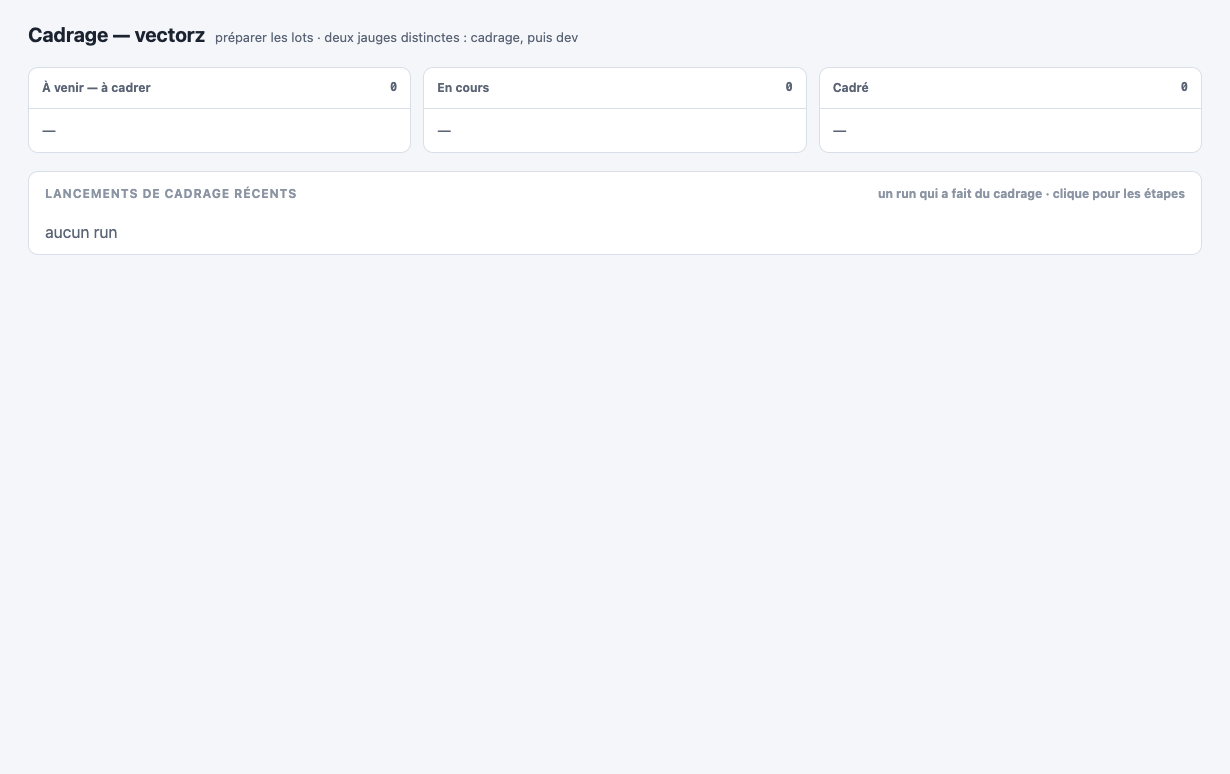 Cadrage — vectorz préparer les lots · deux jauges distinctes : cadrage, puis dev
À venir — à cadrer 0
—
En cours 0
—
Cadré 0
—
LANCEMENTS DE CADRAGE RÉCENTS un run qui a fait du cadrage · clique pour les étapes
aucun run